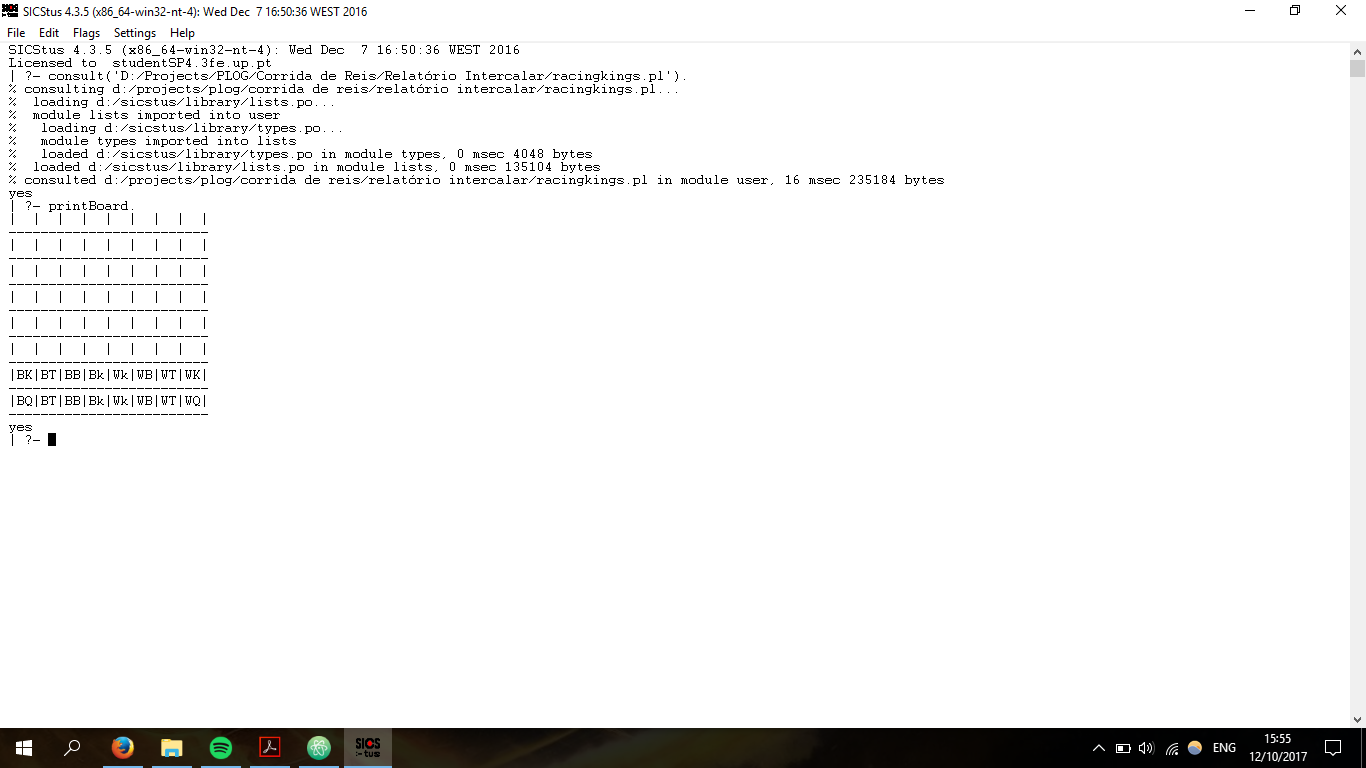 SICStus 4.3.5 (x86_64-win32-nt-4): Wed Dec  7 16:50:36 WEST 2016
File Edit Flags Settings Help
SICStus 4.3.5 (x86_64-win32-nt-4): Wed Dec  7 16:50:36 WEST 2016
Licensed to  studentSP4.3fe.up.pt
| ?- consult('D:/Projects/PLOG/Corrida de Reis/Relatório Intercalar/racingkings.pl').
% consulting d:/projects/plog/corrida de reis/relatório intercalar/racingkings.pl...
%  loading d:/sicstus/library/lists.po...
%  module lists imported into user
%   loading d:/sicstus/library/types.po...
%   module types imported into lists
%   loaded d:/sicstus/library/types.po in module types, 0 msec 4048 bytes
%  loaded d:/sicstus/library/lists.po in module lists, 0 msec 135104 bytes
% consulted d:/projects/plog/corrida de reis/relatório intercalar/racingkings.pl in module user, 16 msec 235184 bytes
yes
| ?- printBoard.
|  |  |  |  |  |  |  |  |
-------------------------
|  |  |  |  |  |  |  |  |
-------------------------
|  |  |  |  |  |  |  |  |
-------------------------
|  |  |  |  |  |  |  |  |
-------------------------
|  |  |  |  |  |  |  |  |
-------------------------
|  |  |  |  |  |  |  |  |
-------------------------
|BK|BT|BB|Bk|Wk|WB|WT|WK|
-------------------------
|BQ|BT|BB|Bk|Wk|WB|WT|WQ|
-------------------------
yes
| ?-
SICS
:-tus
ENG
15:55
12/10/2017